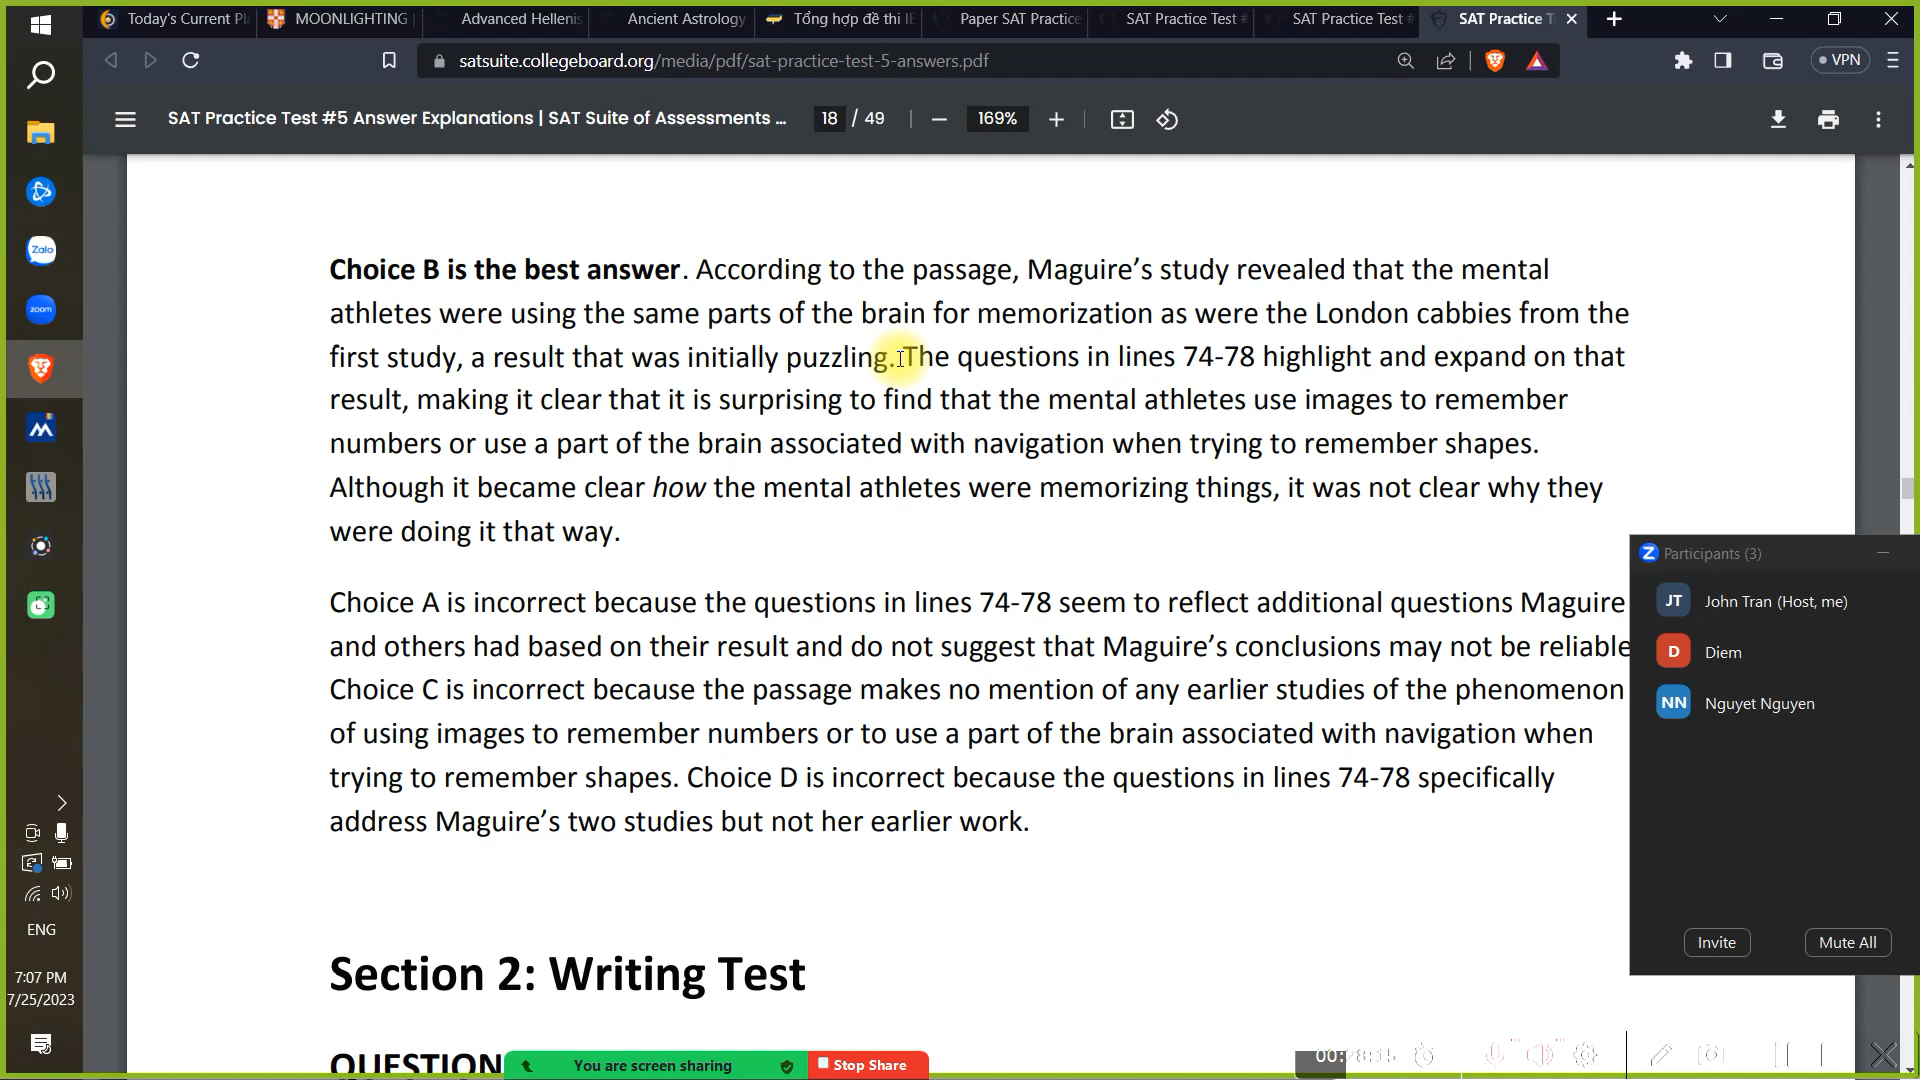 Today's Current Pl
MOONLIGHTING
Advanced Hellenis
Ancient Astrology
Tổng hợp đề thi IE
Paper SAT Practice
SAT Practice Test #
SAT Practice Test #
SAT Practice T
satsuite.collegeboard.org/media/pdf/sat-practice-test-5-answers.pdf
VPN
SAT Practice Test #5 Answer Explanations | SAT Suite of Assessments ...
18 / 49
169%
Choice B is the best answer. According to the passage, Maguire's study revealed that the mental
athletes were using the same parts of the brain for memorization as were the London cabbies from the
first study, a result that was initially puzzling. The questions in lines 74-78 highlight and expand on that
result, making it clear that it is surprising to find that the mental athletes use images to remember
numbers or use a part of the brain associated with navigation when trying to remember shapes.
Although it became clear how the mental athletes were memorizing things, it was not clear why they
were doing it that way.
Choice A is incorrect because the questions in lines 74-78 seem to reflect additional questions Maguire
and others had based on their result and do not suggest that Maguire's conclusions may not be reliable
Choice C is incorrect because the passage makes no mention of any earlier studies of the phenomenon
of using images to remember numbers or to use a part of the brain associated with navigation when
trying to remember shapes. Choice D is incorrect because the questions in lines 74-78 specifically
address Maguire's two studies but not her earlier work.
Section 2: Writing Test
QUESTION
Participants (3)
JT John Tran (Host, me)
D Diem
NN Nguyet Nguyen
Invite
Mute All
Zalo
zoom
ENG
7:07 PM
7/25/2023
You are screen sharing
Stop Share
00:28:15